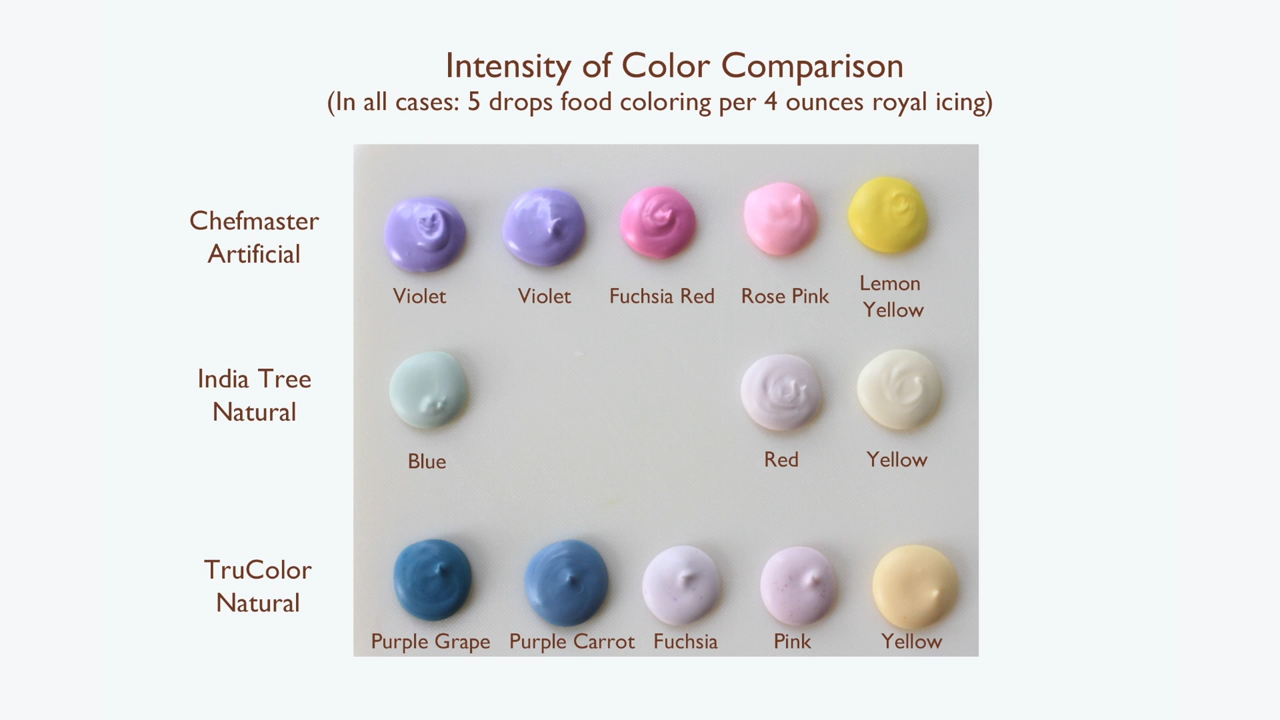 Intensity of Color Comparison
(In all cases: 5 drops food coloring per 4 ounces royal icing)
Chefmaster
Artificial
Violet
Violet
Fuchsia Red
Rose Pink
Lemon
Yellow
India Tree
Natural
Blue
Red
Yellow
TruColor
Natural
Purple Grape
Purple Carrot
Fuchsia
Pink
Yellow